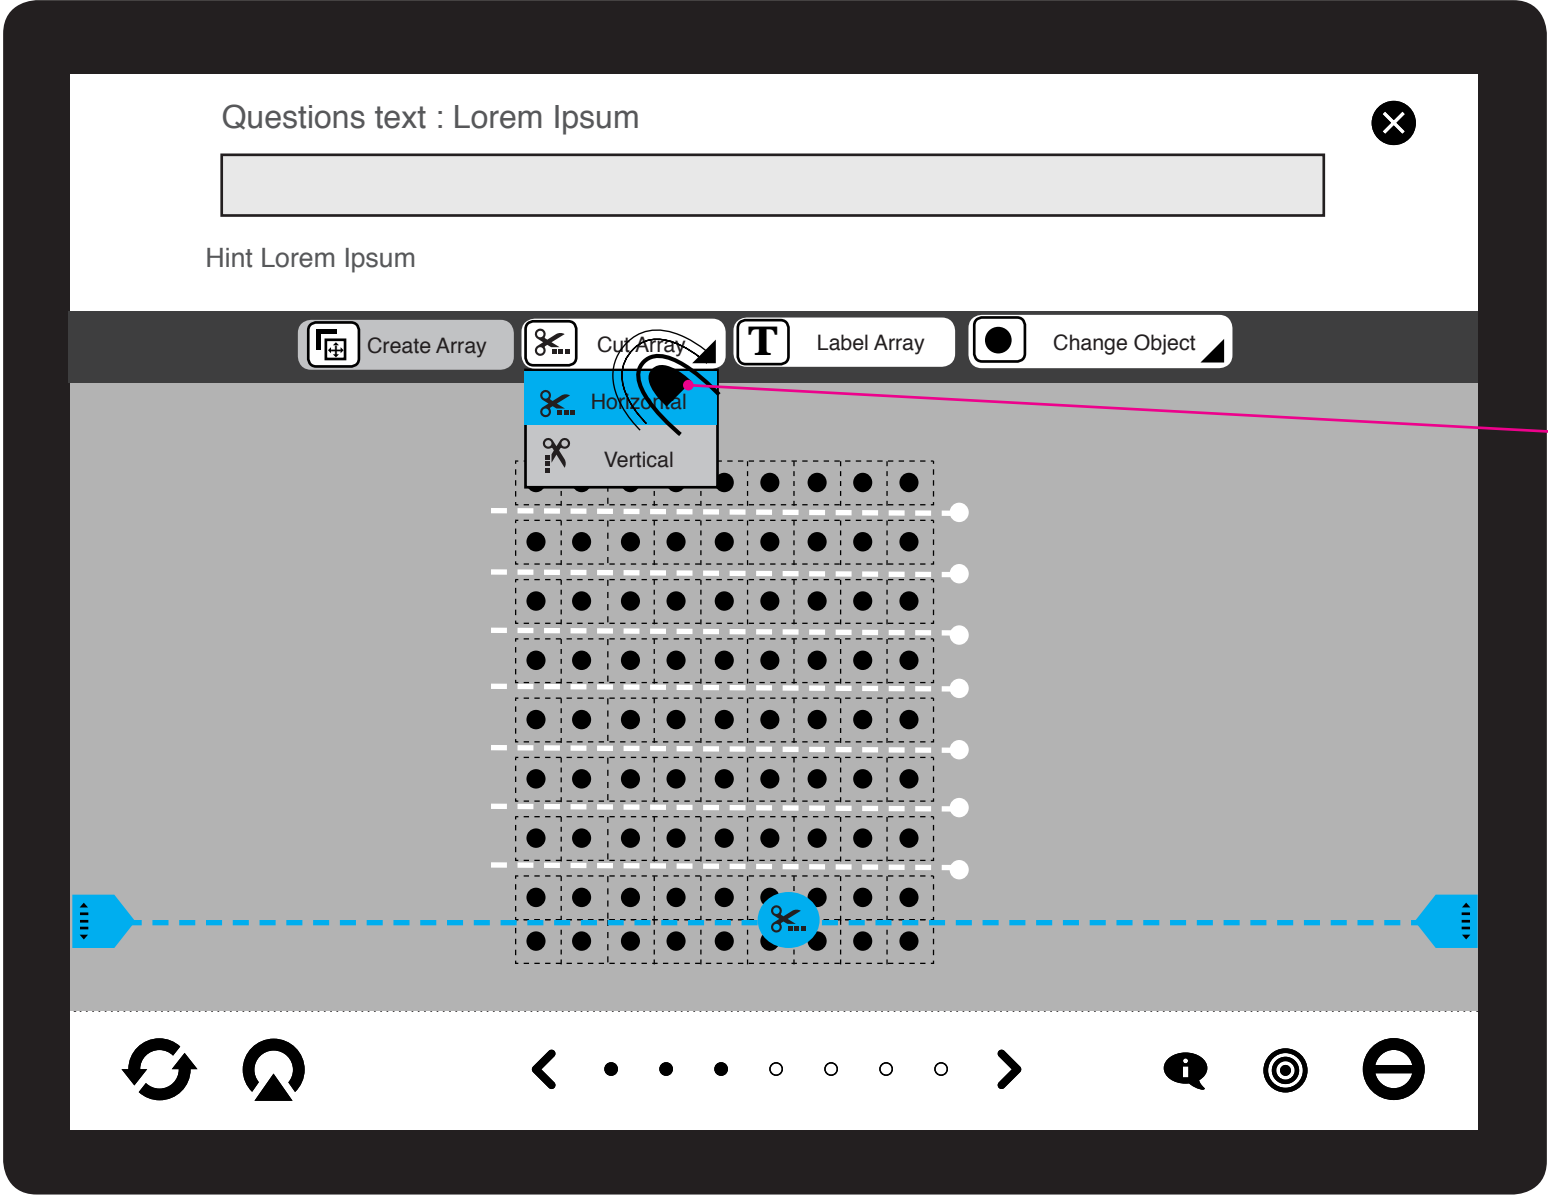 Questions text : Lorem Ipsum
Hint Lorem Ipsum
Create Array
Cut Array
T
Label Array
Change Object
Horizontal
Vertical